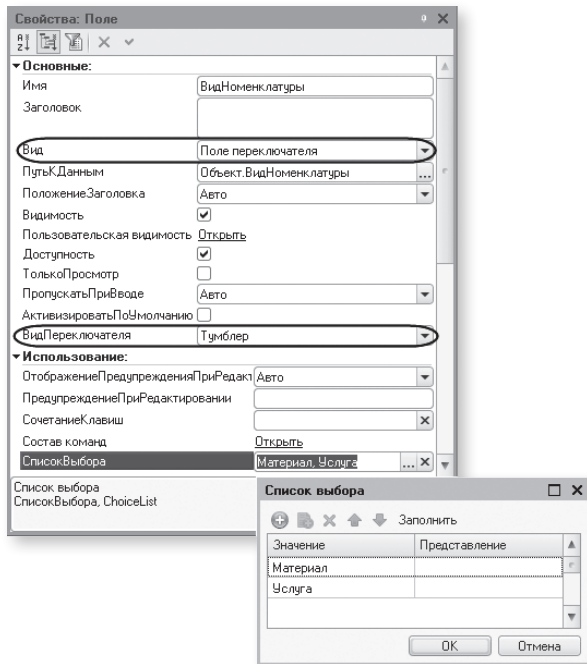 Свойства: Поле
Основные:
Имя ВидНоменклатуры
Заголовок
Вид Поле переключателя
ПутьКДанным Объект.ВидНоменклатуры ...
ПоложениеЗаголовка Авто
Видимость
Пользовательская видимость Открыть
Доступность
ТолькоПросмотр
ПропускатьПриВводе Авто
АктивизироватьПоУмолчанию
ВидПереключателя Тумблер
Использование:
ОтображениеПредупрежденияПриРедакт Авто
ПредупреждениеПриРедактировании
СочетаниеКлавиш
Состав команд Открыть
СписокВыбора Материал, Услуга ...
Список выбора
СписокВыбора, ChoiceList
Список выбора
Заполнить
Значение Представление
Материал
Услуга
OK Отмена